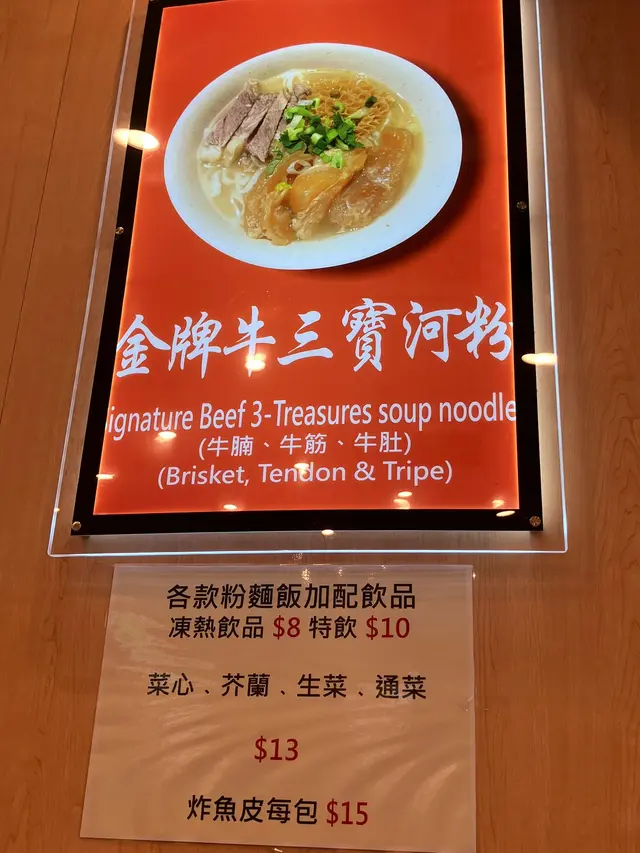 金牌牛三寶河粉
ignature Beef 3-Treasures soup noodle
(牛腩、牛筋、牛肚)
(Brisket, Tendon & Tripe)
各款粉麵飯加配飲品
凍熱飲品 $8 特飲 $10
菜心﹑芥蘭﹑生菜﹑通菜
$13
炸魚皮每包 $15